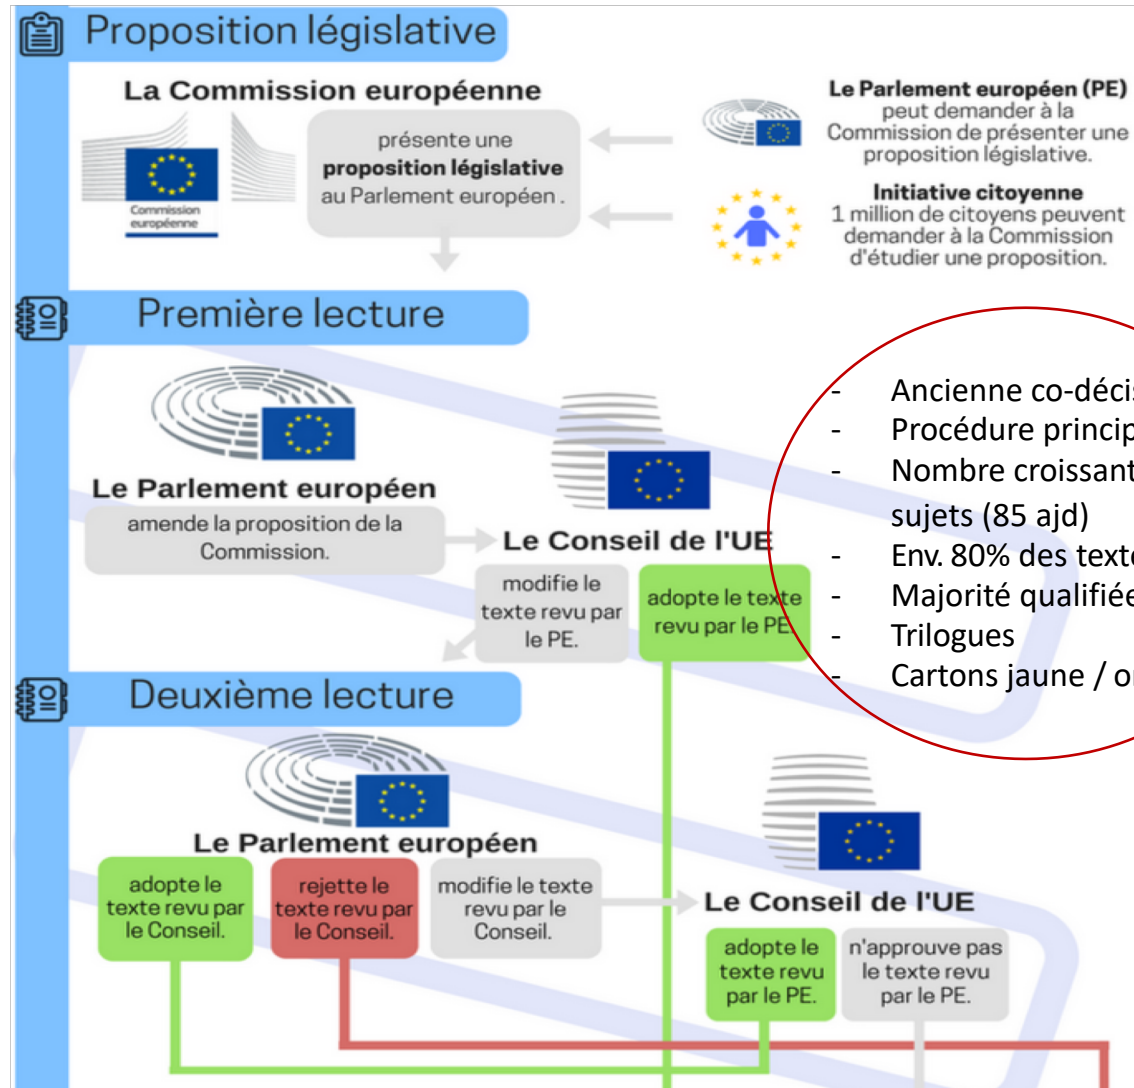 Proposition législative
La Commission européenne
présente une
proposition législative
au Parlement européen .
Commission
européenne
Le Parlement européen (PE)
peut demander à la
Commission de présenter une
proposition législative.
Initiative citoyenne
1 million de citoyens peuvent
demander à la Commission
d'étudier une proposition.
Première lecture
Le Parlement européen
amende la proposition de la
Commission.
Le Conseil de l'UE
modifie le
texte revu par
le PE.
adopte le texte
revu par le PE.
- Ancienne co-décis
- Procédure princip
- Nombre croissant
sujets (85 ajd)
- Env. 80% des texte
- Majorité qualifiée
- Trilogues
- Cartons jaune / or
Deuxième lecture
Le Parlement européen
adopte le
texte revu par
le Conseil.
rejette le
texte revu par
le Conseil.
modifie le texte
revu par le
Conseil.
Le Conseil de l'UE
adopte le
texte revu
par le PE.
n'approuve pas
le texte revu
par le PE.